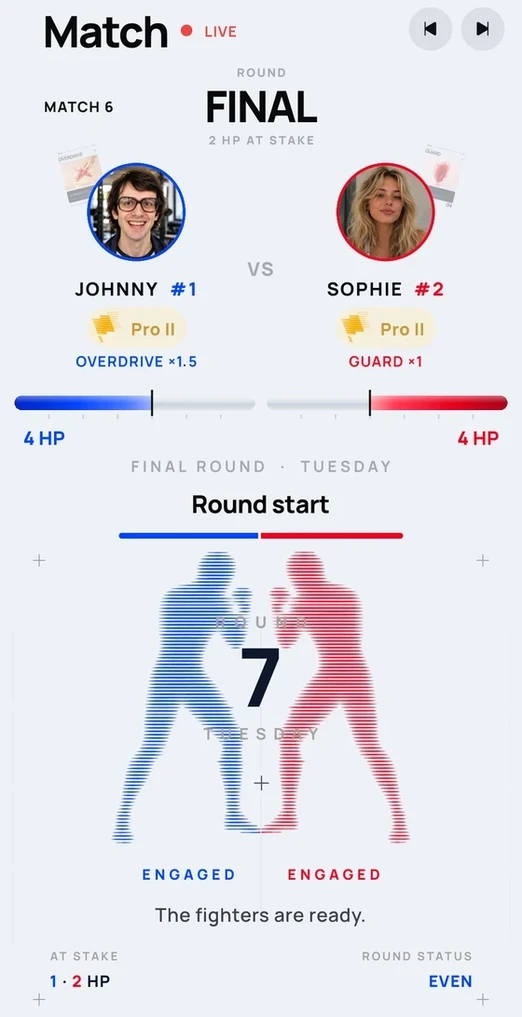 Match LIVE
ROUND
MATCH 6
FINAL
2 HP AT STAKE
OVERDRIVE
GUARD
VS
JOHNNY #1
SOPHIE #2
Pro II
Pro II
OVERDRIVE ×1.5
GUARD ×1
4 HP
4 HP
FINAL ROUND · TUESDAY
Round start
ROUND
7
TUESDAY
ENGAGED
ENGAGED
The fighters are ready.
AT STAKE
ROUND STATUS
1 · 2 HP
EVEN